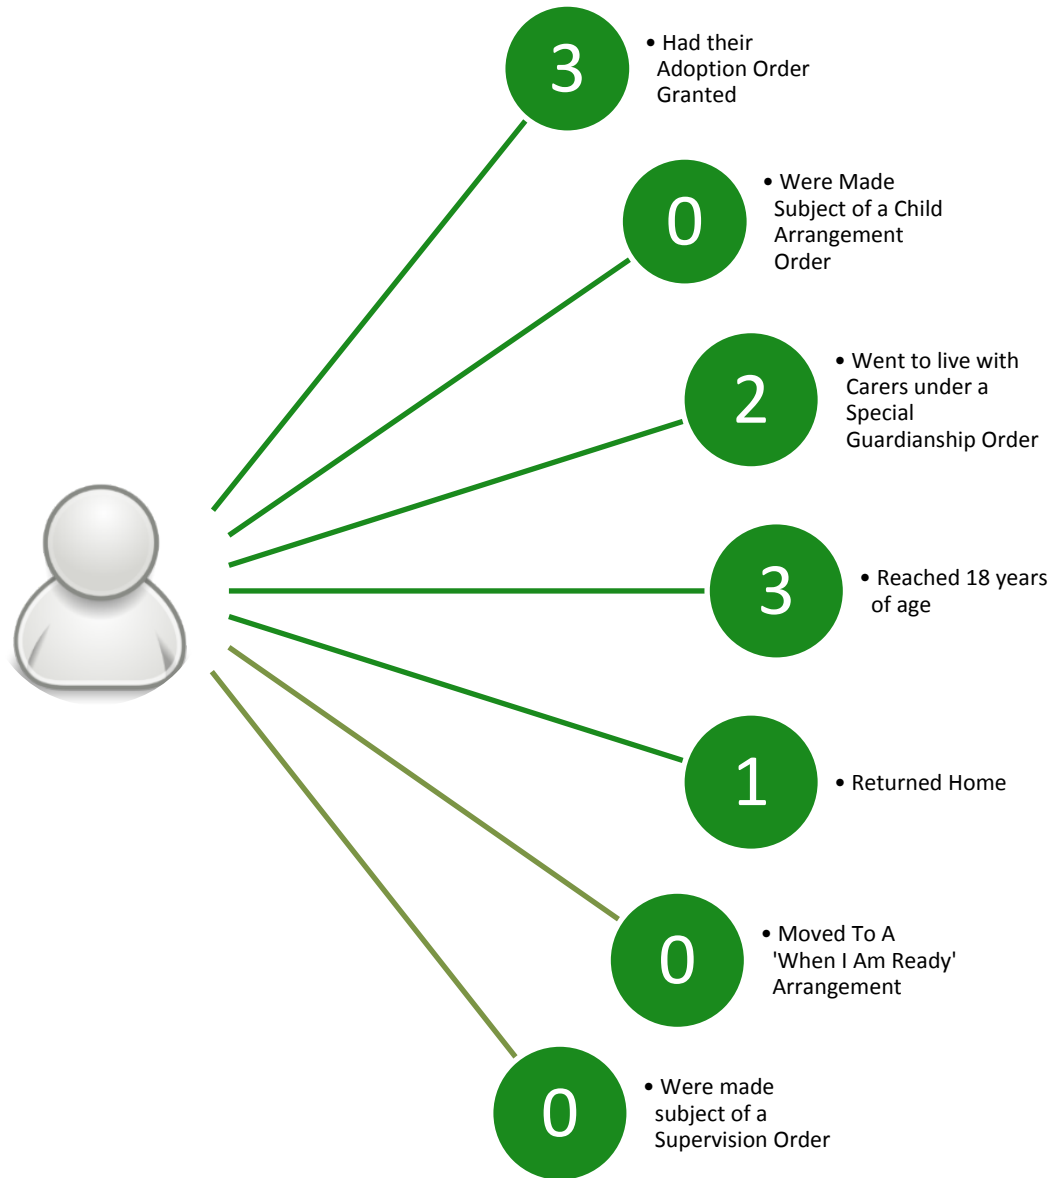 3
• Had their
Adoption Order
Granted
0
• Were Made
Subject of a Child
Arrangement
Order
2
• Went to live with
Carers under a
Special
Guardianship Order
3
• Reached 18 years
of age
1
• Returned Home
0
• Moved To A
'When I Am Ready'
Arrangement
0
• Were made
subject of a
Supervision Order